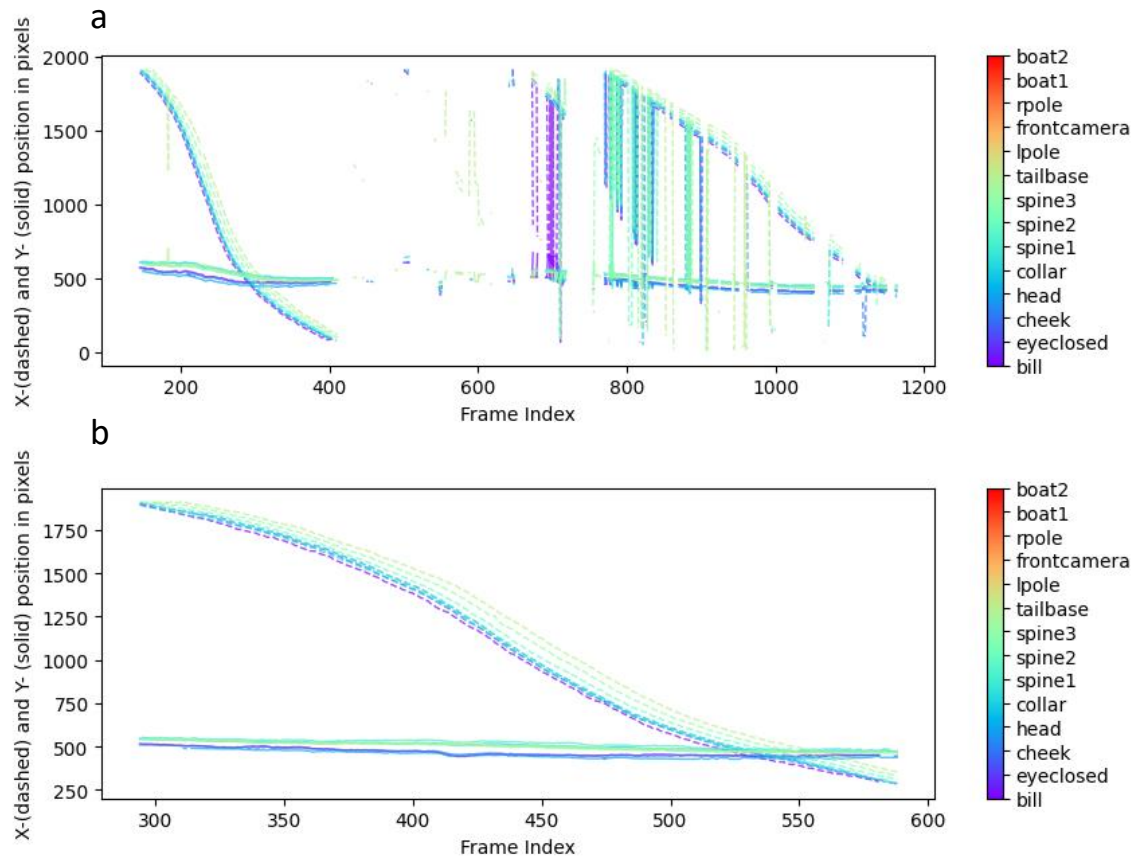 a
X-(dashed) and Y- (solid) position in pixels
2000
1500
1000
500
0
200
400
600
800
1000
1200
Frame Index
boat2
boat1
rpole
frontcamera
lpole
tailbase
spine3
spine2
spine1
collar
head
cheek
eyeclosed
bill
b
X-(dashed) and Y- (solid) position in pixels
1750
1500
1250
1000
750
500
250
300
350
400
450
500
550
600
Frame Index
boat2
boat1
rpole
frontcamera
lpole
tailbase
spine3
spine2
spine1
collar
head
cheek
eyeclosed
bill